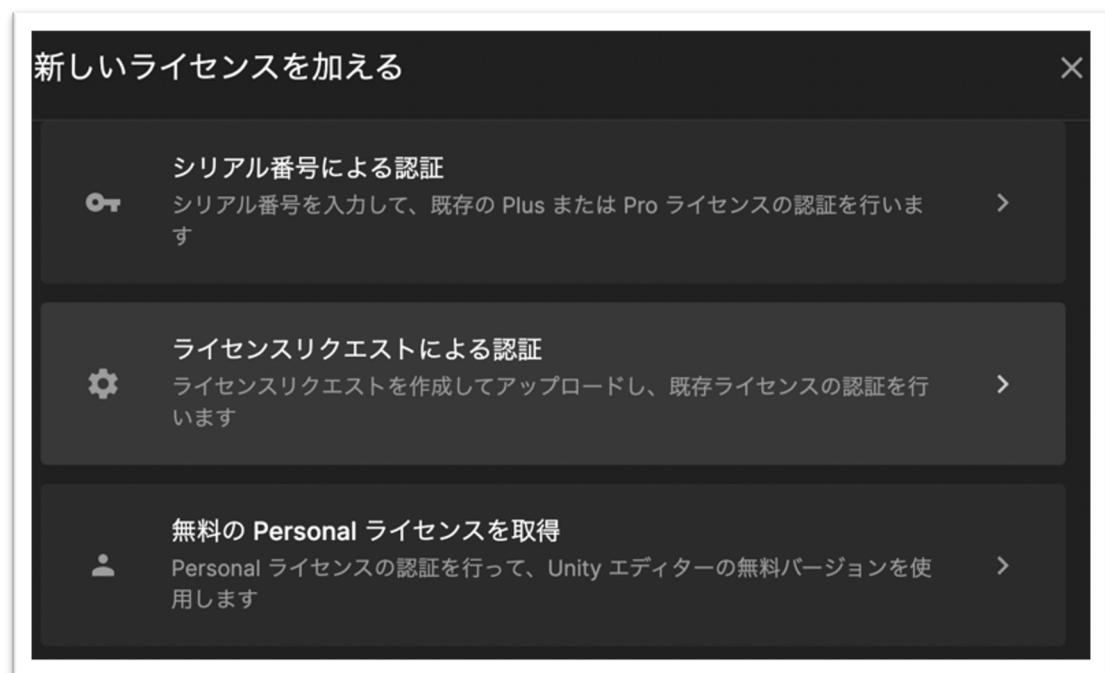 新しいライセンスを加える
シリアル番号による認証
シリアル番号を入力して、既存の Plus または Pro ライセンスの認証を行いま
す
ライセンスリクエストによる認証
ライセンスリクエストを作成してアップロードし、既存ライセンスの認証を行
います
無料の Personal ライセンスを取得
Personal ライセンスの認証を行って、Unity エディターの無料バージョンを使
用します